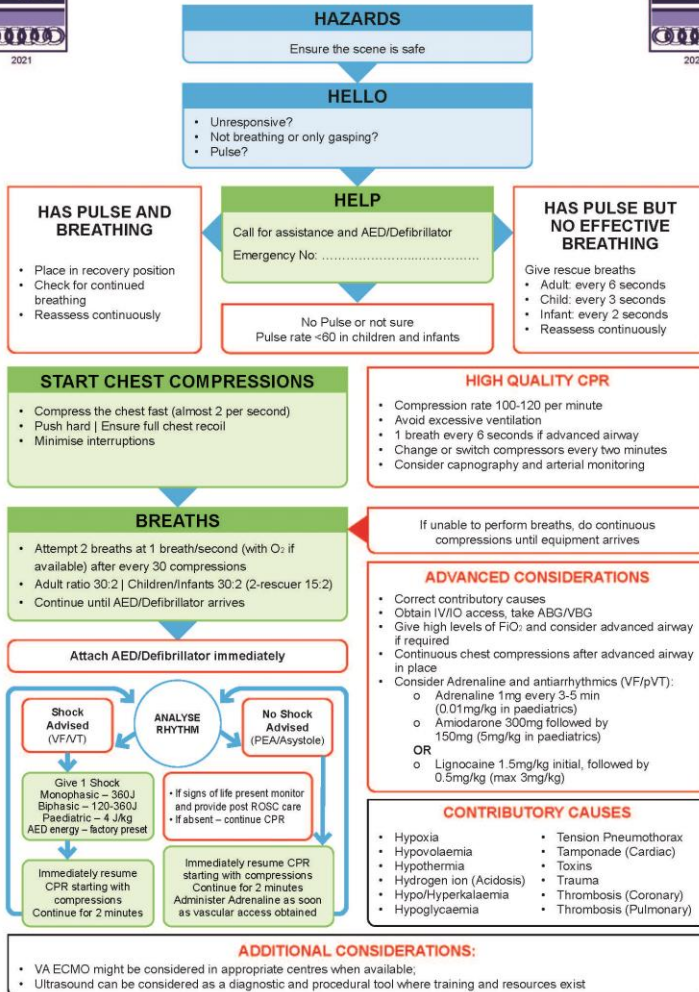 2021
202
HAZARDS
Ensure the scene is safe
HELLO
• Unresponsive?
• Not breathing or only gasping?
• Pulse?
HAS PULSE AND
BREATHING
• Place in recovery position
• Check for continued
breathing
• Reassess continuously
HELP
Call for assistance and AED/Defibrillator
Emergency No: ……………………………
No Pulse or not sure
Pulse rate <60 in children and infants
HAS PULSE BUT
NO EFFECTIVE
BREATHING
Give rescue breaths
• Adult: every 6 seconds
• Child: every 3 seconds
• Infant: every 2 seconds
• Reassess continuously
START CHEST COMPRESSIONS
• Compress the chest fast (almost 2 per second)
• Push hard | Ensure full chest recoil
• Minimise interruptions
HIGH QUALITY CPR
• Compression rate 100-120 per minute
• Avoid excessive ventilation
• 1 breath every 6 seconds if advanced airway
• Change or switch compressors every two minutes
• Consider capnography and arterial monitoring
BREATHS
• Attempt 2 breaths at 1 breath/second (with O₂ if
available) after every 30 compressions
• Adult ratio 30:2 | Children/Infants 30:2 (2-rescuer 15:2)
• Continue until AED/Defibrillator arrives
If unable to perform breaths, do continuous
compressions until equipment arrives
Attach AED/Defibrillator immediately
ADVANCED CONSIDERATIONS
• Correct contributory causes
• Obtain IV/IO access, take ABG/VBG
• Give high levels of FiO₂ and consider advanced airway
if required
• Continuous chest compressions after advanced airway
in place
• Consider Adrenaline and antiarrhythmics (VF/pVT):
o Adrenaline 1mg every 3-5 min
(0.01mg/kg in paediatrics)
o Amiodarone 300mg followed by
150mg (5mg/kg in paediatrics)
OR
o Lignocaine 1.5mg/kg initial, followed by
0.5mg/kg (max 3mg/kg)
Shock
Advised
(VF/VT)
ANALYSE
RHYTHM
No Shock
Advised
(PEA/Asystole)
Give 1 Shock
Monophasic – 360J
Biphasic – 120-360J
Paediatric – 4 J/kg
AED energy – factory preset
• If signs of life present monitor
and provide post ROSC care
• If absent – continue CPR
Immediately resume
CPR starting with
compressions
Continue for 2 minutes
Immediately resume CPR
starting with compressions
Continue for 2 minutes
Administer Adrenaline as soon
as vascular access obtained
CONTRIBUTORY CAUSES
• Hypoxia
• Hypovolaemia
• Hypothermia
• Hydrogen ion (Acidosis)
• Hypo/Hyperkalaemia
• Hypoglycaemia
• Tension Pneumothorax
• Tamponade (Cardiac)
• Toxins
• Trauma
• Thrombosis (Coronary)
• Thrombosis (Pulmonary)
ADDITIONAL CONSIDERATIONS:
• VA ECMO might be considered in appropriate centres when available;
• Ultrasound can be considered as a diagnostic and procedural tool where training and resources exist